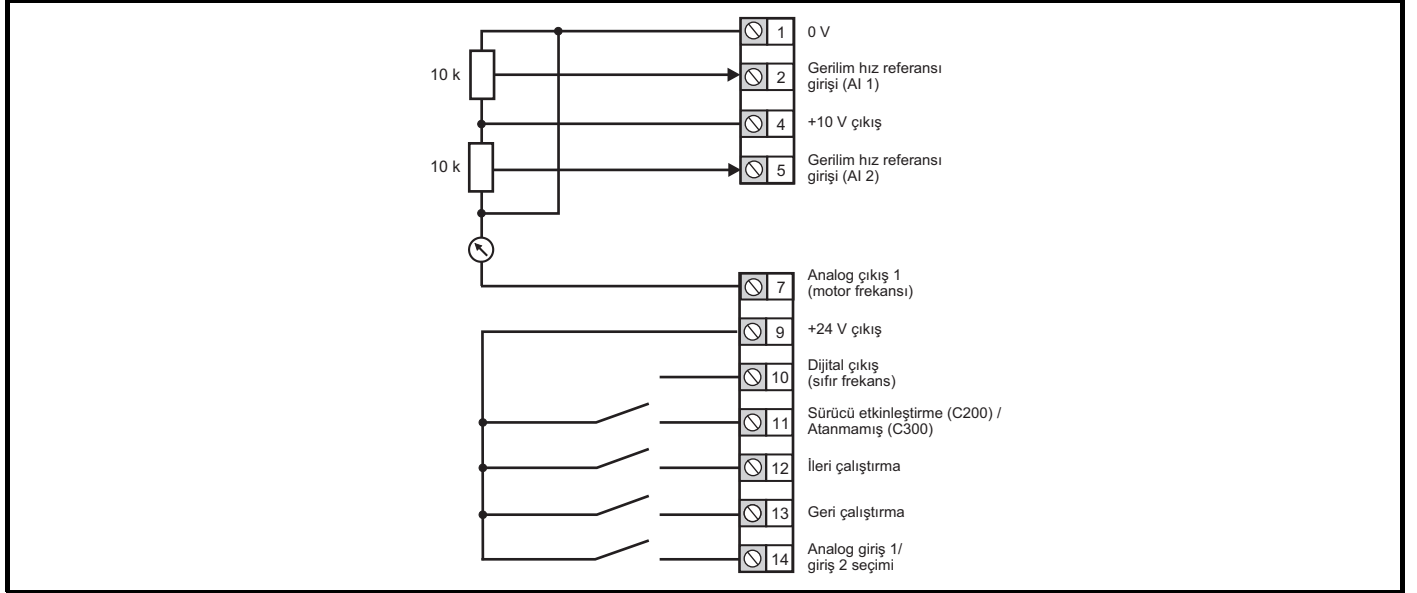 1 0 V
10 k
2 Gerilim hız referansı
girişi (AI 1)
4 +10 V çıkış
10 k
5 Gerilim hız referansı
girişi (AI 2)
7 Analog çıkış 1
(motor frekansı)
9 +24 V çıkış
10 Dijital çıkış
(sıfır frekans)
11 Sürücü etkinleştirme (C200) /
Atanmamış (C300)
12 İleri çalıştırma
13 Geri çalıştırma
14 Analog giriş 1/
giriş 2 seçimi